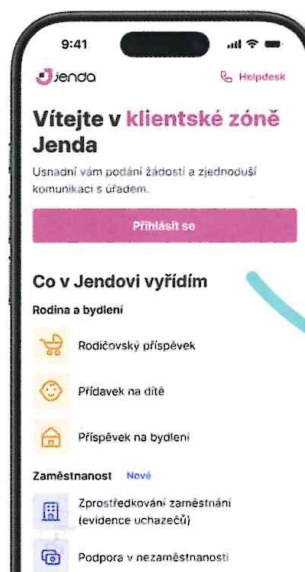 9:41
jenda
Helpdesk
Vítejte v klientské zóně
Jenda
Usnadní vám podání žádostí a zjednoduší
komunikaci s úřadem.
Přihlásit se
Co v Jendovi vyřídím
Rodina a bydlení
Rodičovský příspěvek
Přídavek na dítě
Příspěvek na bydlení
Zaměstnanost Nové
Zprostředkování zaměstnání
(evidence uchazečů)
Podpora v nezaměstnanosti